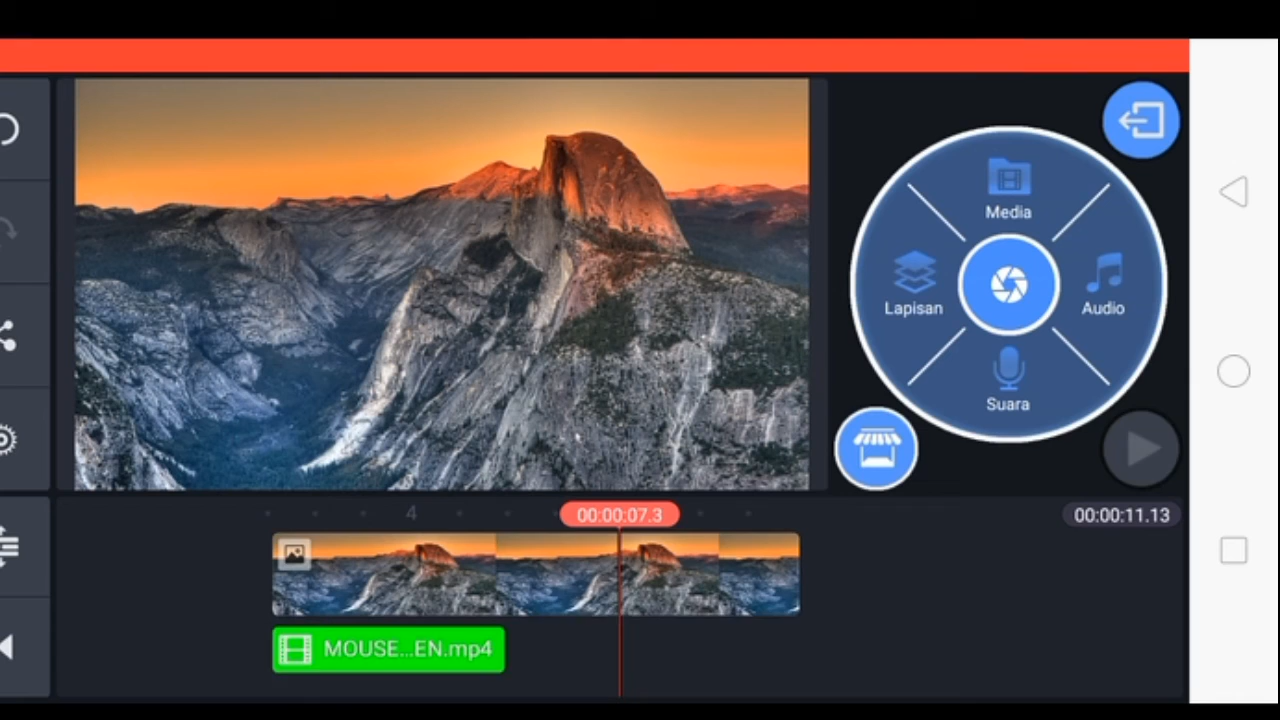 Media
Lapisan
Audio
Suara
4
00:00:07.3
00:00:11.13
MOUSE...EN.mp4